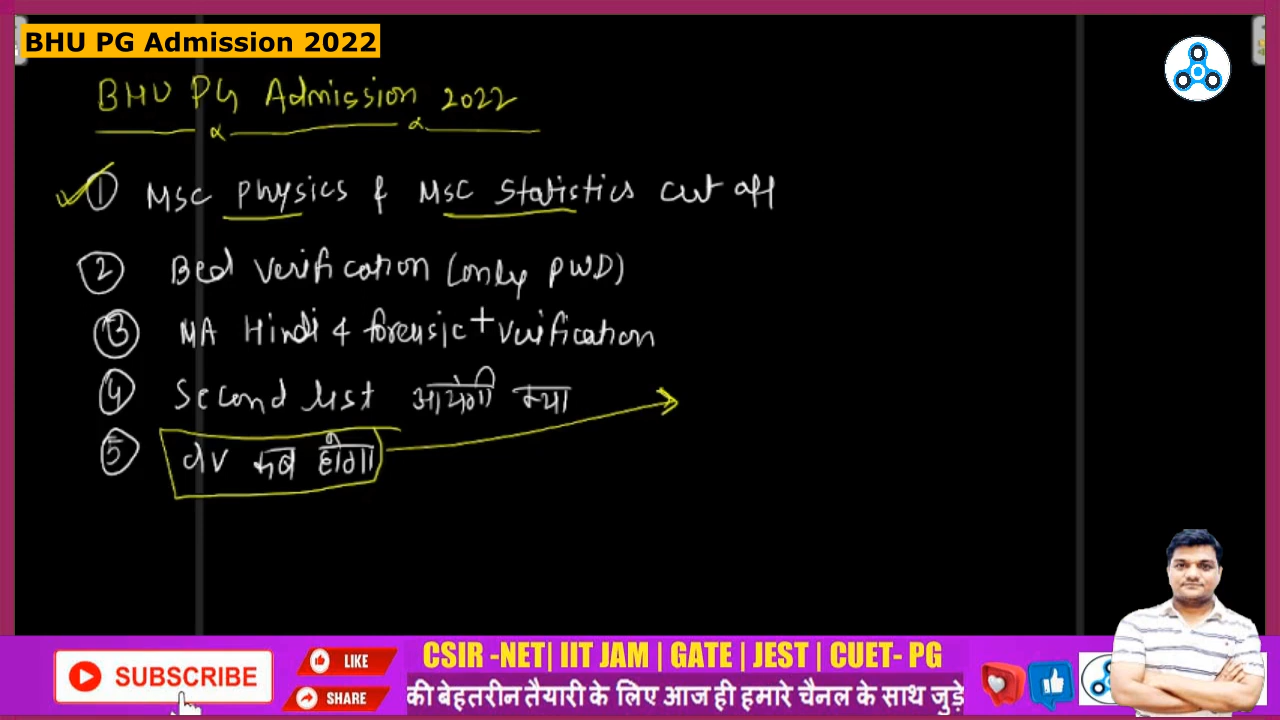 BHU PG Admission 2022
BHU PG Admission 2022
① MSC Physics & MSC Statistics cut off
② Bed verification (only PWD)
③ MA Hindi & forensic + verification
④ Second list आयेगी क्या
⑤ DV कब होगा
SUBSCRIBE
LIKE
SHARE
CSIR -NET| IIT JAM | GATE | JEST | CUET- PG
की बेहतरीन तैयारी के लिए आज ही हमारे चैनल के साथ जुड़े